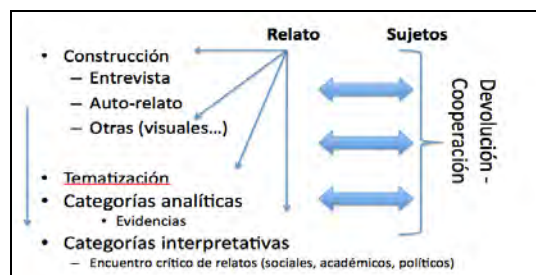 Relato
Sujetos
• Construcción
– Entrevista
– Auto-relato
– Otras (visuales...)
• Tematización
• Categorías analíticas
• Evidencias
• Categorías interpretativas
– Encuentro crítico de relatos (sociales, académicos, políticos)
Devolución -
Cooperación